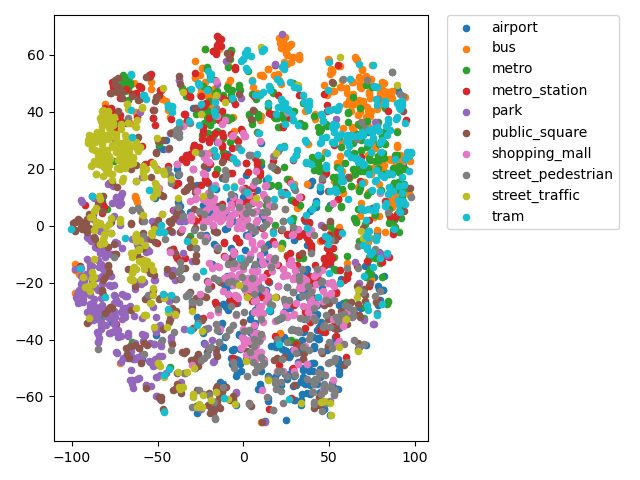 airport
bus
metro
metro_station
park
public_square
shopping_mall
street_pedestrian
street_traffic
tram
60
40
20
0
−20
−40
−60
−100
−50
0
50
100